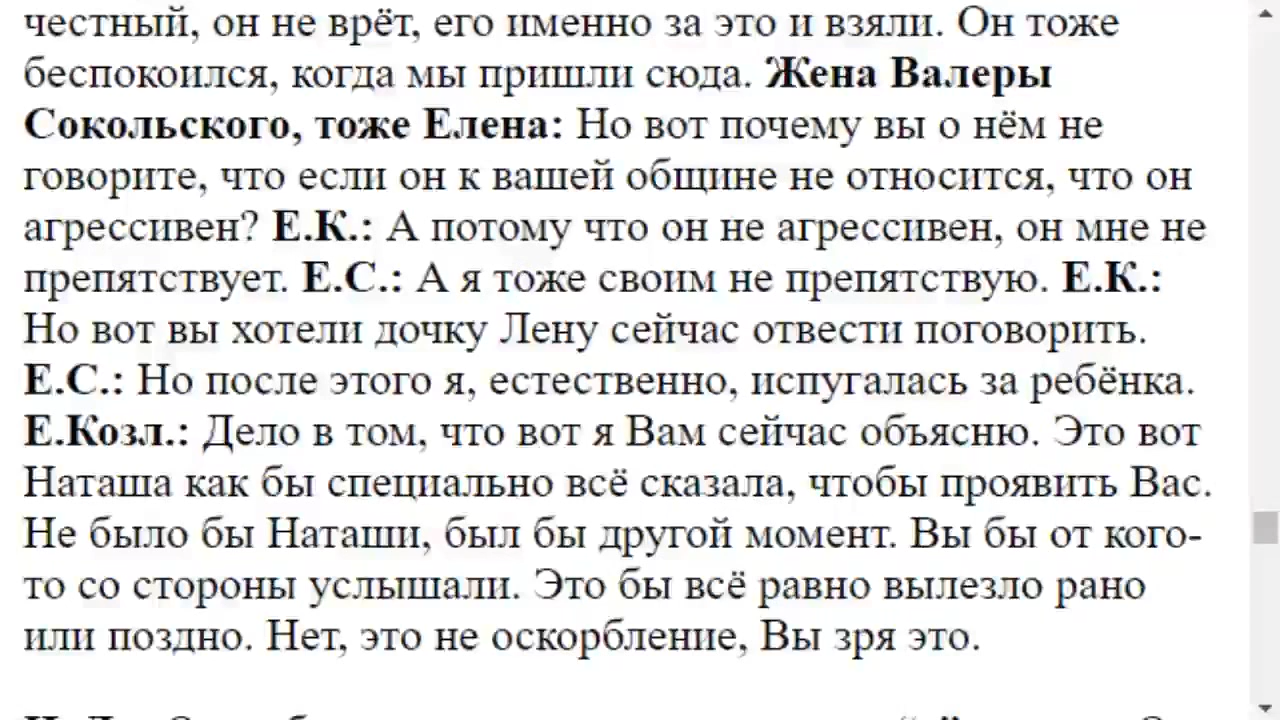 честный, он не врёт, его именно за это и взяли. Он тоже
беспокоился, когда мы пришли сюда. Жена Валеры
Сокольского, тоже Елена: Но вот почему вы о нём не
говорите, что если он к вашей общине не относится, что он
агрессивен? Е.К.: А потому что он не агрессивен, он мне не
препятствует. Е.С.: А я тоже своим не препятствую. Е.К.:
Но вот вы хотели дочку Лену сейчас отвести поговорить.
Е.С.: Но после этого я, естественно, испугалась за ребёнка.
Е.Козл.: Дело в том, что вот я Вам сейчас объясню. Это вот
Наташа как бы специально всё сказала, чтобы проявить Вас.
Не было бы Наташи, был бы другой момент. Вы бы от кого-
то со стороны услышали. Это бы всё равно вылезло рано
или поздно. Нет, это не оскорбление, Вы зря это.